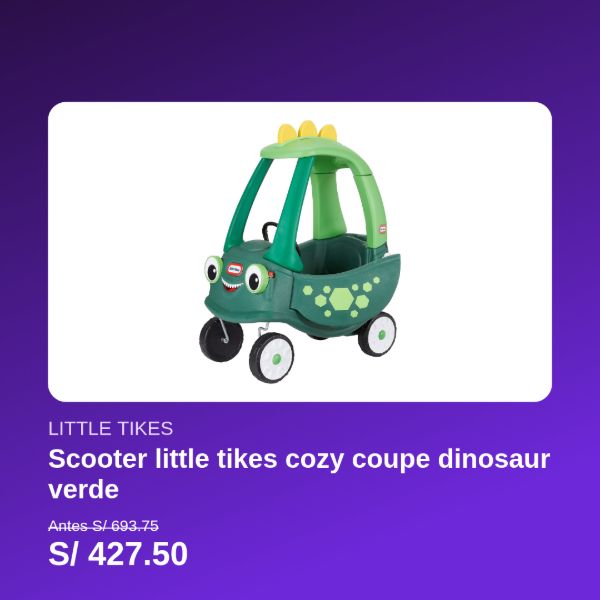 LITTLE TIKES
Scooter little tikes cozy coupe dinosaur
verde
Antes S/ 693.75
S/ 427.50